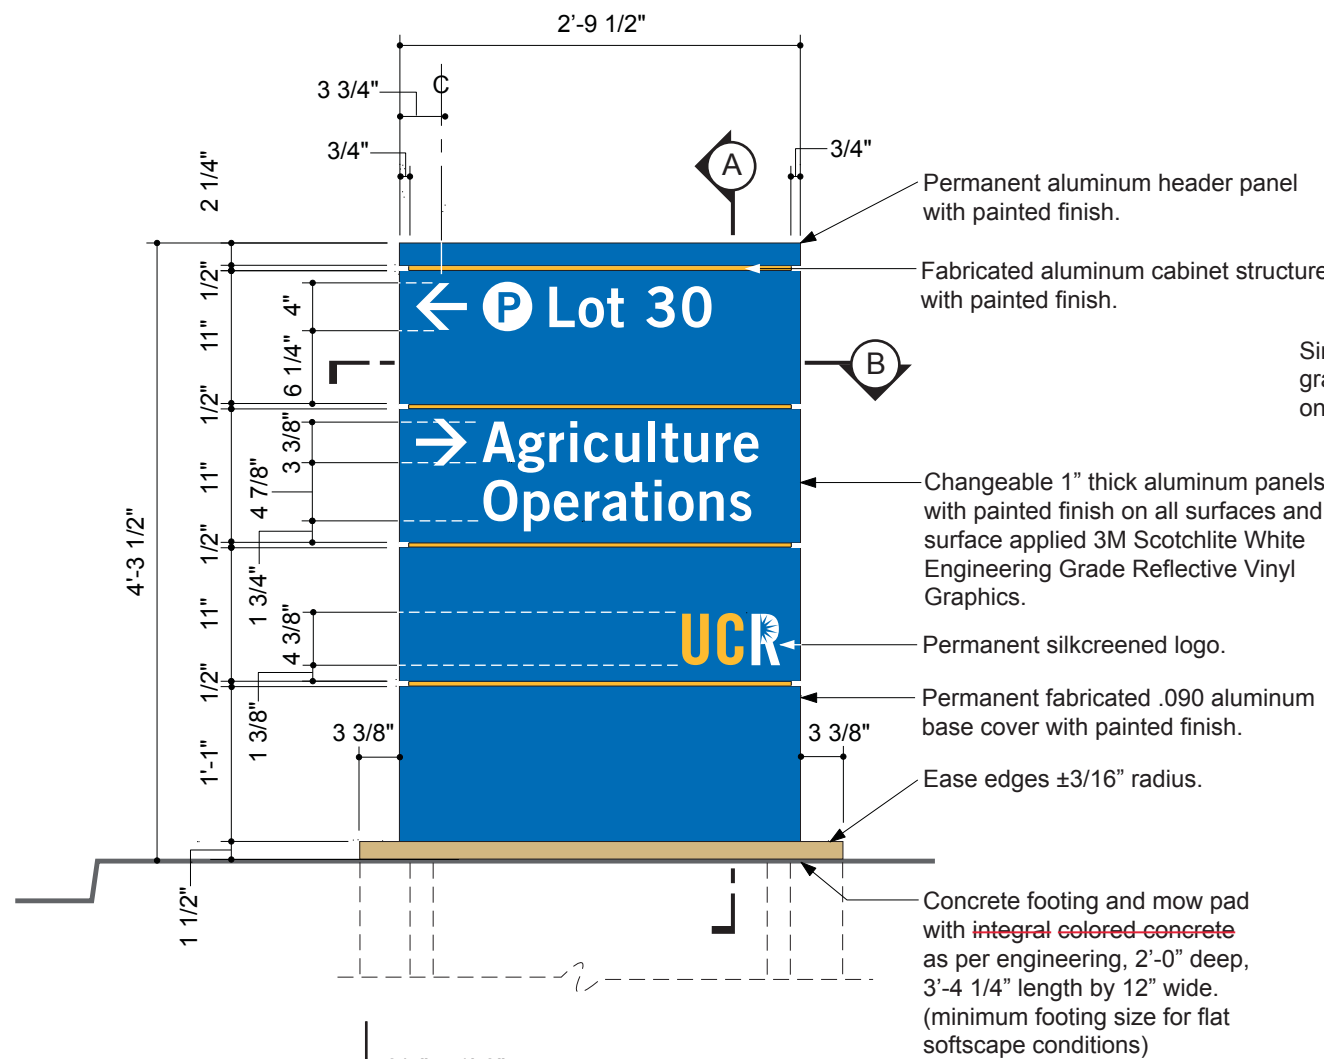 2'-9 1/2"
3 3/4"
C
3/4"
3/4"
A
2 1/4"
1/2"
11"
1/2"
11"
1/2"
11"
1/2"
1'-1"
1 1/2"
4'-3 1/2"
4"
6 1/4"
3 3/8"
4 7/8"
1 3/4"
4 3/8"
1 3/8"
3 3/8"
3 3/8"
B
P Lot 30
Agriculture
Operations
UCR
Permanent aluminum header panel
with painted finish.
Fabricated aluminum cabinet structure
with painted finish.
on
Changeable 1” thick aluminum panels
with painted finish on all surfaces and
surface applied 3M Scotchlite White
Engineering Grade Reflective Vinyl
Graphics.
Permanent silkcreened logo.
Permanent fabricated .090 aluminum
base cover with painted finish.
Ease edges ±3/16” radius.
Concrete footing and mow pad
with integral colored concrete
as per engineering, 2’-0” deep,
3’-4 1/4” length by 12” wide.
(minimum footing size for flat
softscape conditions)